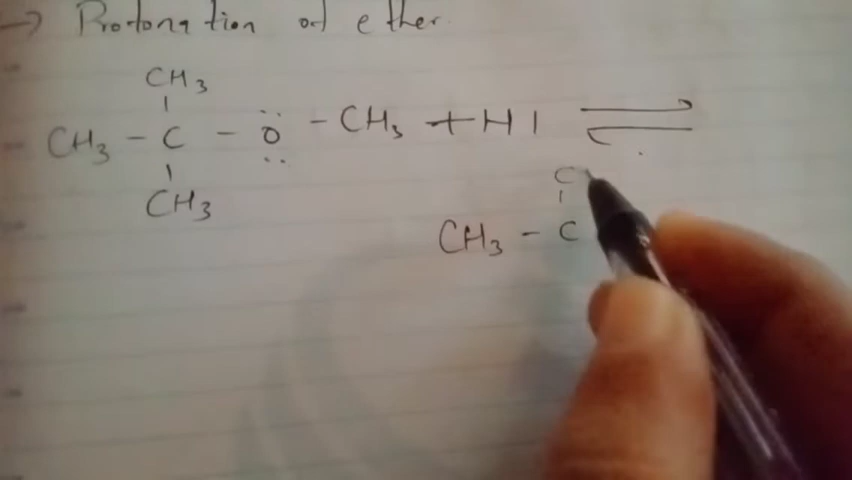 → Protonation of ether.
CH3
CH3 - C - Ö - CH3 + HI ⇌
CH3
C
CH3 - C